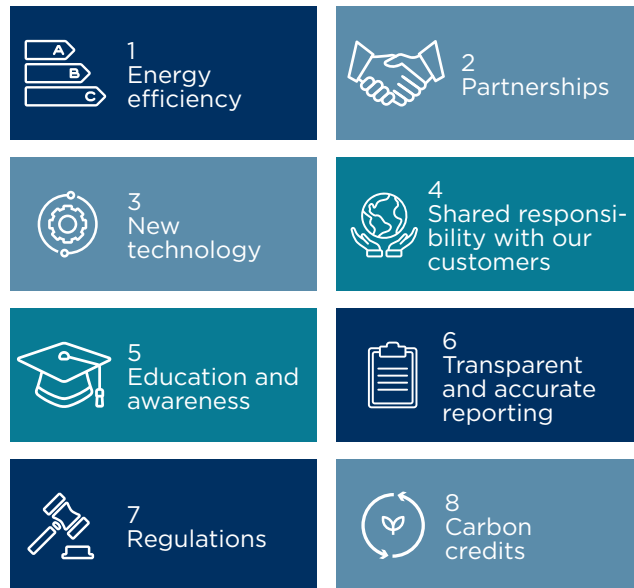 A
B
C
1
Energy
efficiency
2
Partnerships
3
New
technology
4
Shared responsi-
bility with our
customers
5
Education and
awareness
6
Transparent
and accurate
reporting
7
Regulations
8
Carbon
credits